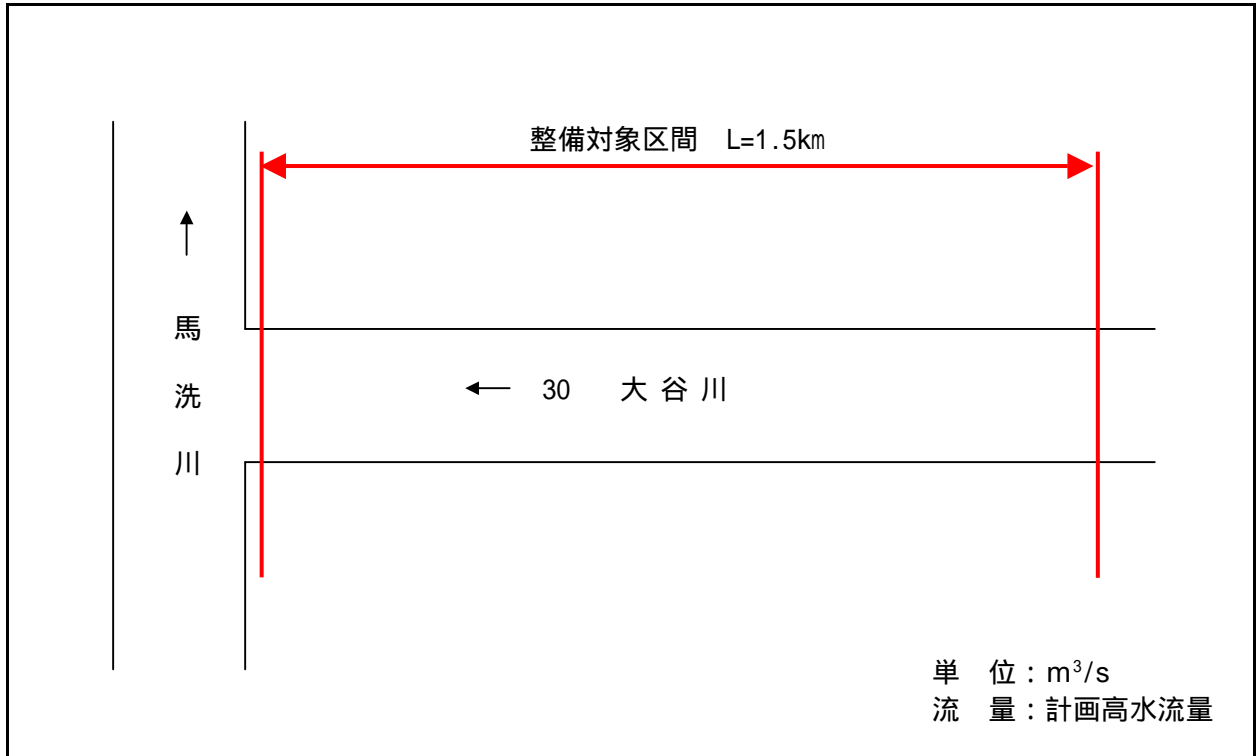 整備対象区間　L=1.5㎞
馬洗川
← 30　大谷川
単　位：m³/s
流　量：計画高水流量